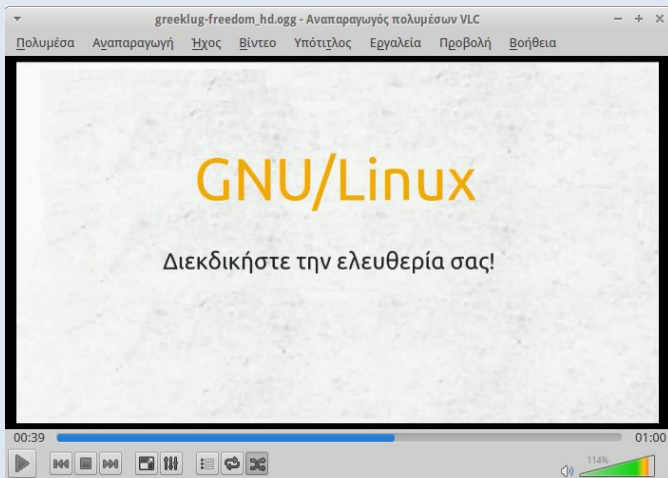 greeklug-freedom_hd.ogg - Αναπαραγωγός πολυμέσων VLC
Πολυμέσα Αναπαραγωγή Ήχος Βίντεο Υπότιτλος Εργαλεία Προβολή Βοήθεια
GNU/Linux
Διεκδικήστε την ελευθερία σας!
00:39 01:00
114%